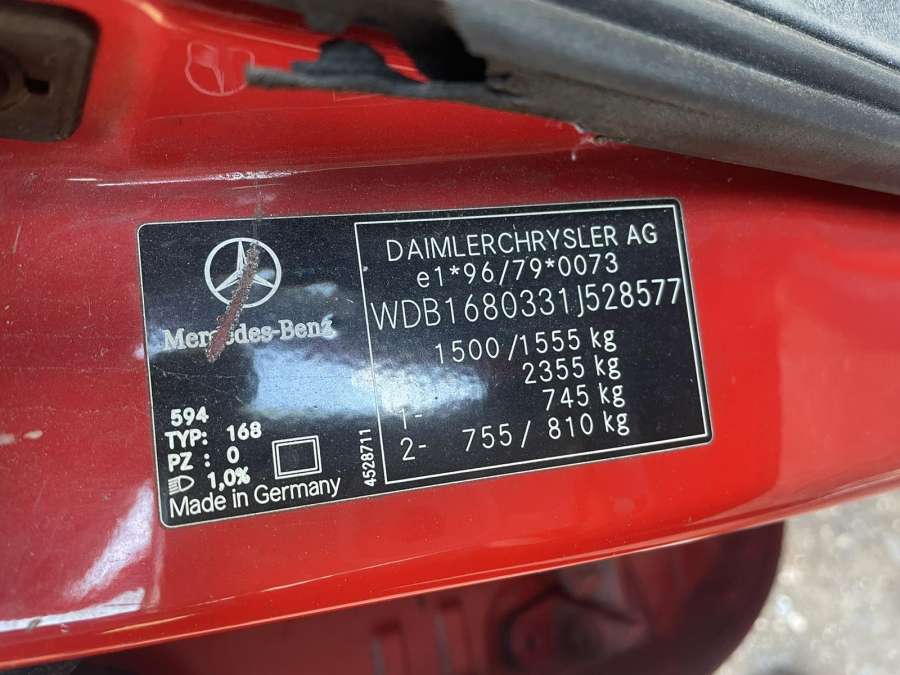 Mercedes-Benz
594
TYP: 168
PZ : 0
1,0%
Made in Germany
4528711
DAIMLERCHRYSLER AG
e1*96/79*0073
WDB1680331J528577
1500/1555 kg
2355 kg
1- 745 kg
2- 755/ 810 kg